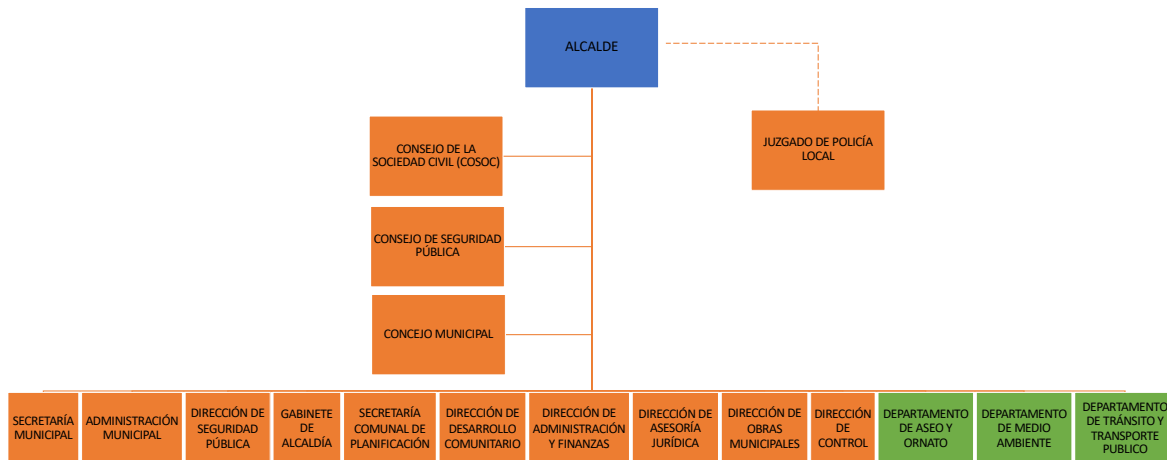 ALCALDE
JUZGADO DE POLICÍA
LOCAL
CONSEJO DE LA
SOCIEDAD CIVIL (COSOC)
CONSEJO DE SEGURIDAD
PÚBLICA
CONCEJO MUNICIPAL
SECRETARÍA
MUNICIPAL
ADMINISTRACIÓN
MUNICIPAL
DIRECCIÓN DE
SEGURIDAD
PÚBLICA
GABINETE
DE
ALCALDÍA
SECRETARÍA
COMUNAL DE
PLANIFICACIÓN
DIRECCIÓN DE
DESARROLLO
COMUNITARIO
DIRECCIÓN DE
ADMINISTRACIÓN
Y FINANZAS
DIRECCIÓN DE
ASESORÍA
JURÍDICA
DIRECCIÓN DE
OBRAS
MUNICIPALES
DIRECCIÓN
DE
CONTROL
DEPARTAMENTO
DE ASEO Y
ORNATO
DEPARTAMENTO
DE MEDIO
AMBIENTE
DEPARTAMENTO
DE TRÁNSITO Y
TRANSPORTE
PUBLICO